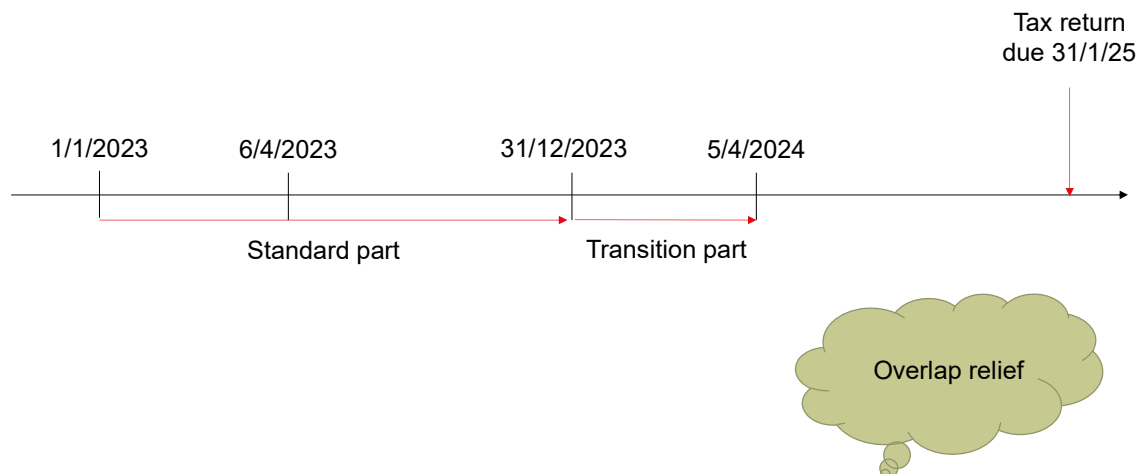 Tax return
due 31/1/25
1/1/2023
6/4/2023
31/12/2023
5/4/2024
Standard part
Transition part
Overlap relief